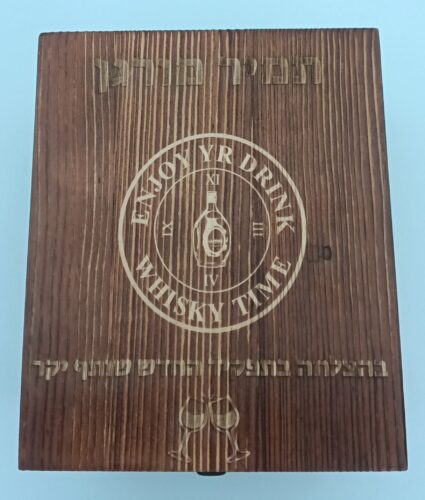 תמיר מורגן
ENJOY YR DRINK
XI
IX III
IV
WHISKY TIME
בהצלחה בתפקיד החדש שותף יקר